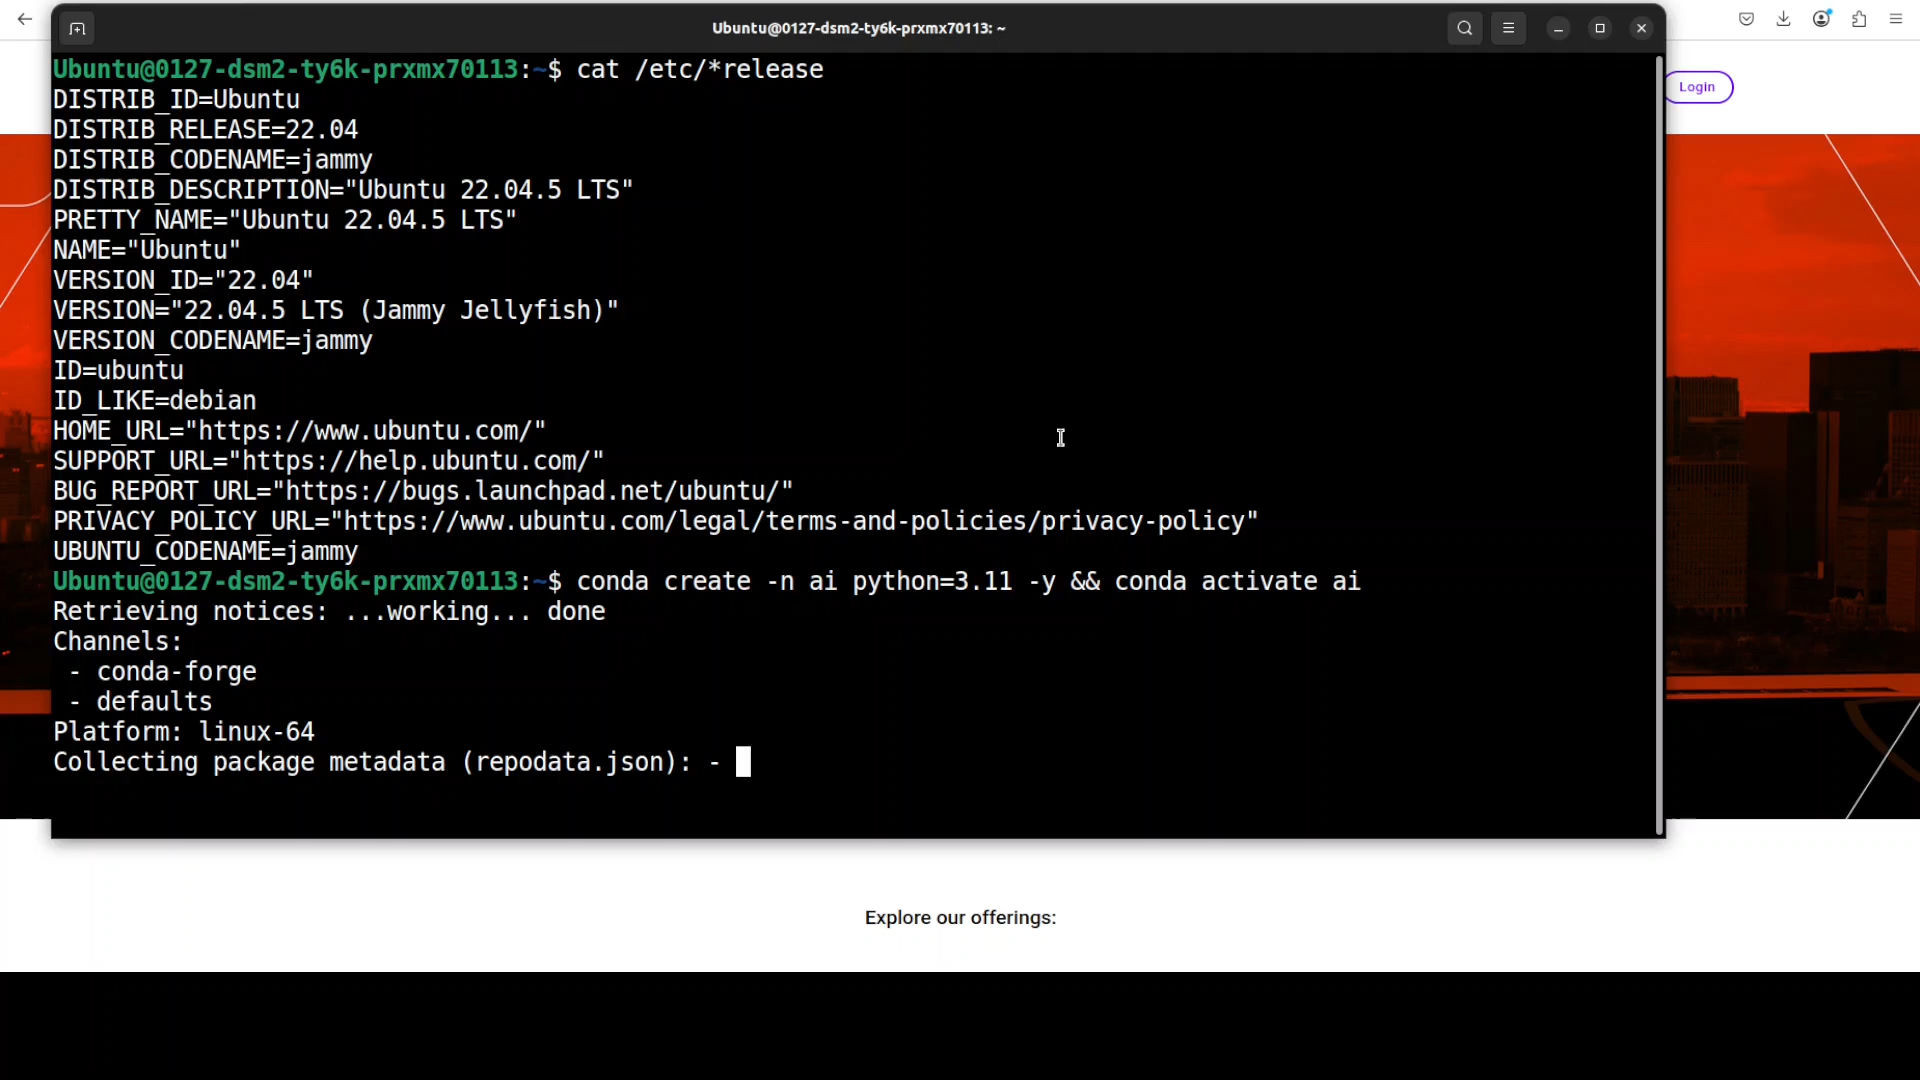 Ubuntu@0127-dsm2-ty6k-prxmx70113: ~
Login
Ubuntu@0127-dsm2-ty6k-prxmx70113:~$ cat /etc/*release
DISTRIB_ID=Ubuntu
DISTRIB_RELEASE=22.04
DISTRIB_CODENAME=jammy
DISTRIB_DESCRIPTION="Ubuntu 22.04.5 LTS"
PRETTY_NAME="Ubuntu 22.04.5 LTS"
NAME="Ubuntu"
VERSION_ID="22.04"
VERSION="22.04.5 LTS (Jammy Jellyfish)"
VERSION_CODENAME=jammy
ID=ubuntu
ID_LIKE=debian
HOME_URL="https://www.ubuntu.com/"
SUPPORT_URL="https://help.ubuntu.com/"
BUG_REPORT_URL="https://bugs.launchpad.net/ubuntu/"
PRIVACY_POLICY_URL="https://www.ubuntu.com/legal/terms-and-policies/privacy-policy"
UBUNTU_CODENAME=jammy
Ubuntu@0127-dsm2-ty6k-prxmx70113:~$ conda create -n ai python=3.11 -y && conda activate ai
Retrieving notices: ...working... done
Channels:
 - conda-forge
 - defaults
Platform: linux-64
Collecting package metadata (repodata.json): -
Explore our offerings: